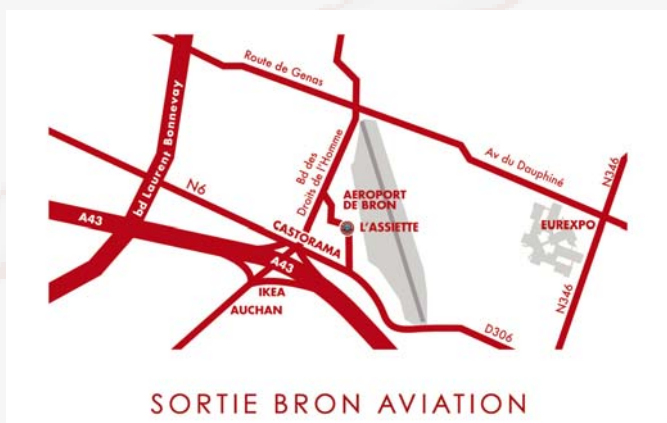 Route de Genas
bd Laurent Bonnevay
Bd des
Droits de l'Homme
Av du Dauphiné
N346
N6
AEROPORT
DE BRON
L'ASSIETTE
EUREXPO
A43
CASTORAMA
A43
IKEA
AUCHAN
N346
D306
SORTIE BRON AVIATION